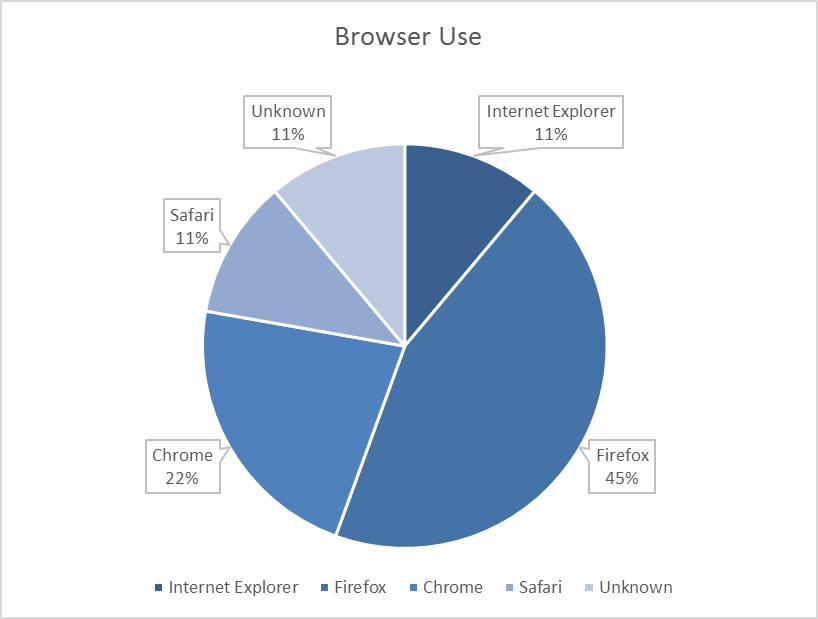 Browser Use
Unknown
11%
Internet Explorer
11%
Safari
11%
Chrome
22%
Firefox
45%
Internet Explorer
Firefox
Chrome
Safari
Unknown